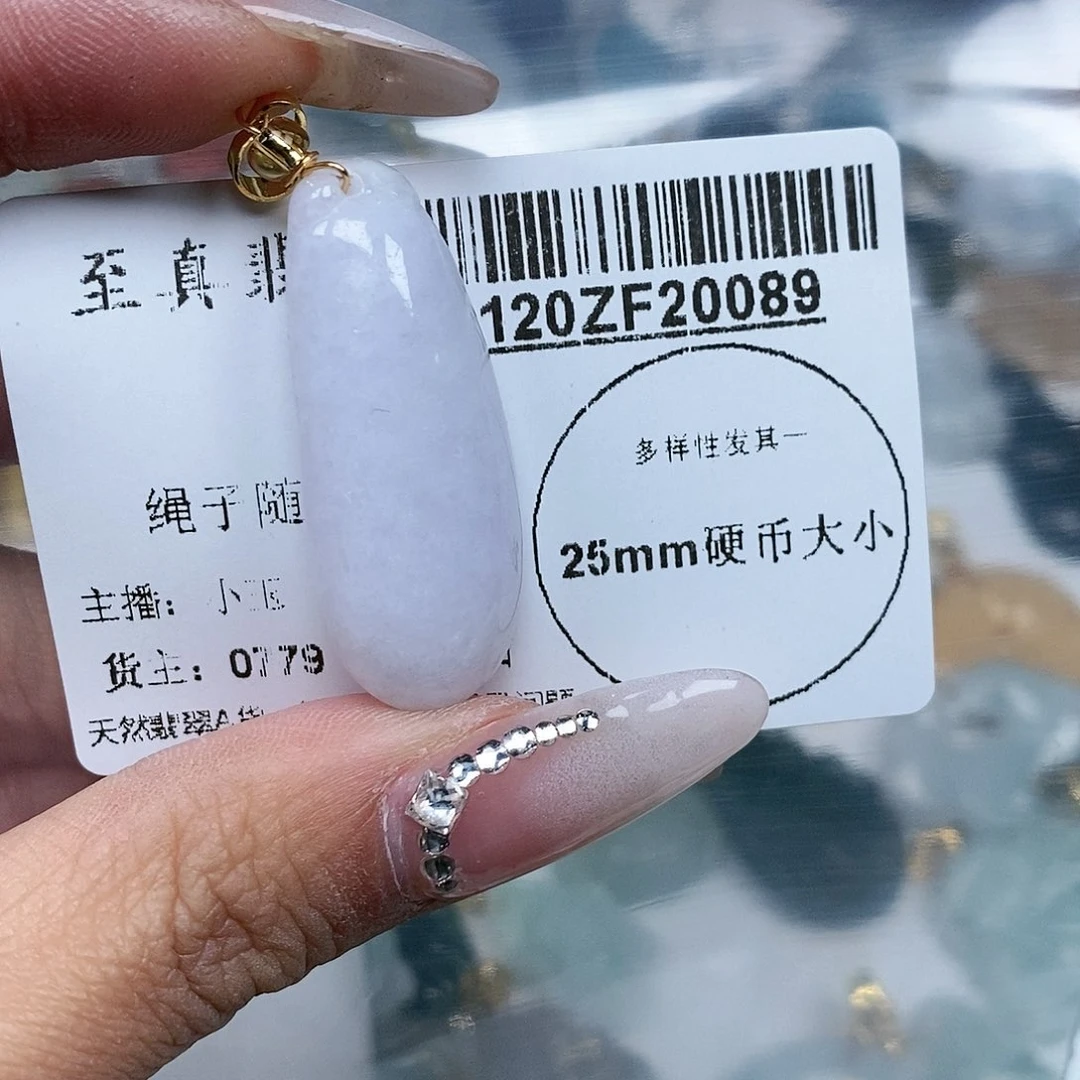 至真翡
120ZF20089
多样性发其一
25mm硬币大小
绳子随
主播：小玉
货主：0779
天然翡翠A货